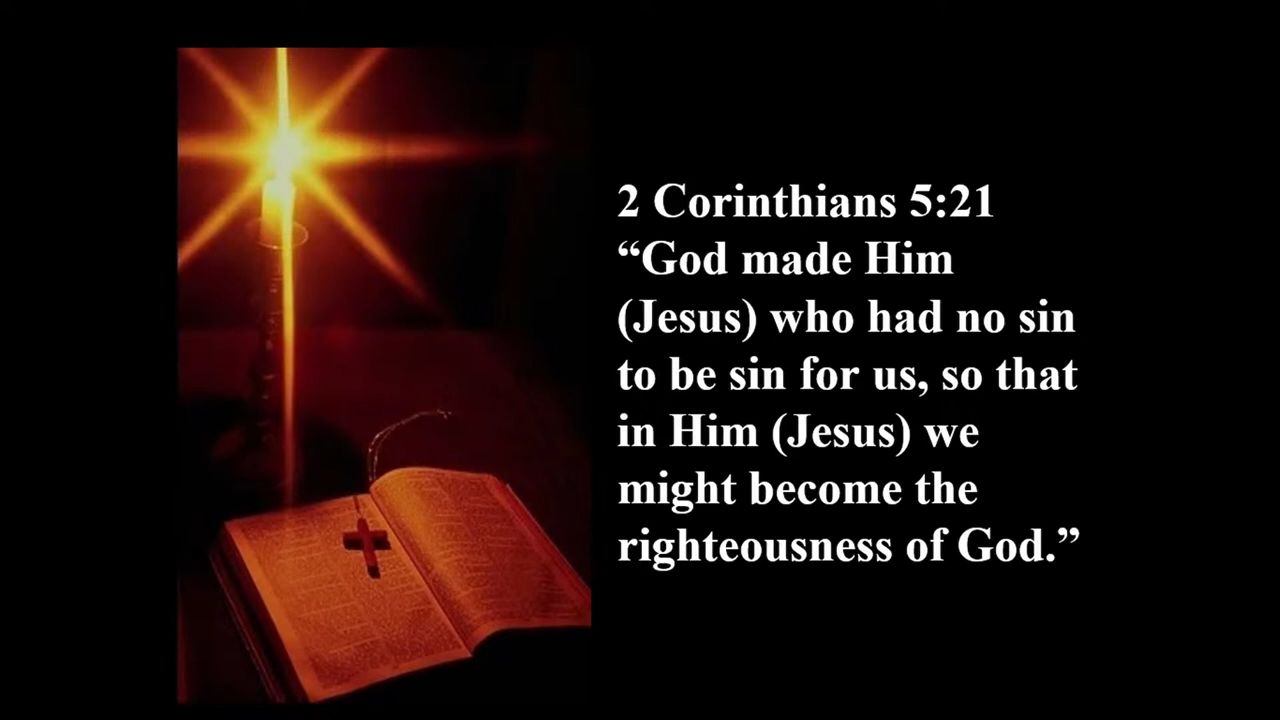 2 Corinthians 5:21
“God made Him
(Jesus) who had no sin
to be sin for us, so that
in Him (Jesus) we
might become the
righteousness of God.”